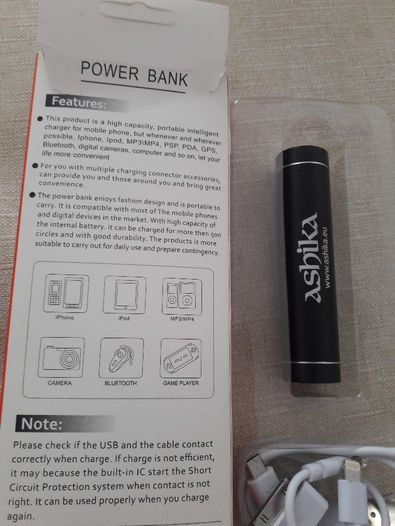 POWER BANK
Features:
This product is a high capacity, portable intelligent
charger for mobile phone, but whenever and wherever
possible. Iphone, Ipod, MP3\MP4, PSP, PDA, GPS,
Bluetooth, digital cameras, computer and so on, let your
life more convenient
For you with multiple charging connector accessories,
can provide you and those around you and bring great
convenience.
The power bank enioys fashion design and is portable to
carry. It is compatible with most of The mobile phones
and digital devices in the market. With high capacity of
the internal battery, it can be charged for more then 500
circles and with good durability. The products is more
suitable to carry out for daily use and prepare contingency.
iPhone
iPod
MP3/MP4
CAMERA
BLUETOOTH
GAME PLAYER
Note:
Please check if the USB and the cable contact
correctly when charge. If charge is not efficient,
it may because the built-in IC start the Short
Circuit Protection system when contact is not
right. It can be used properly when you charge
again.
ashika
www.ashika.eu